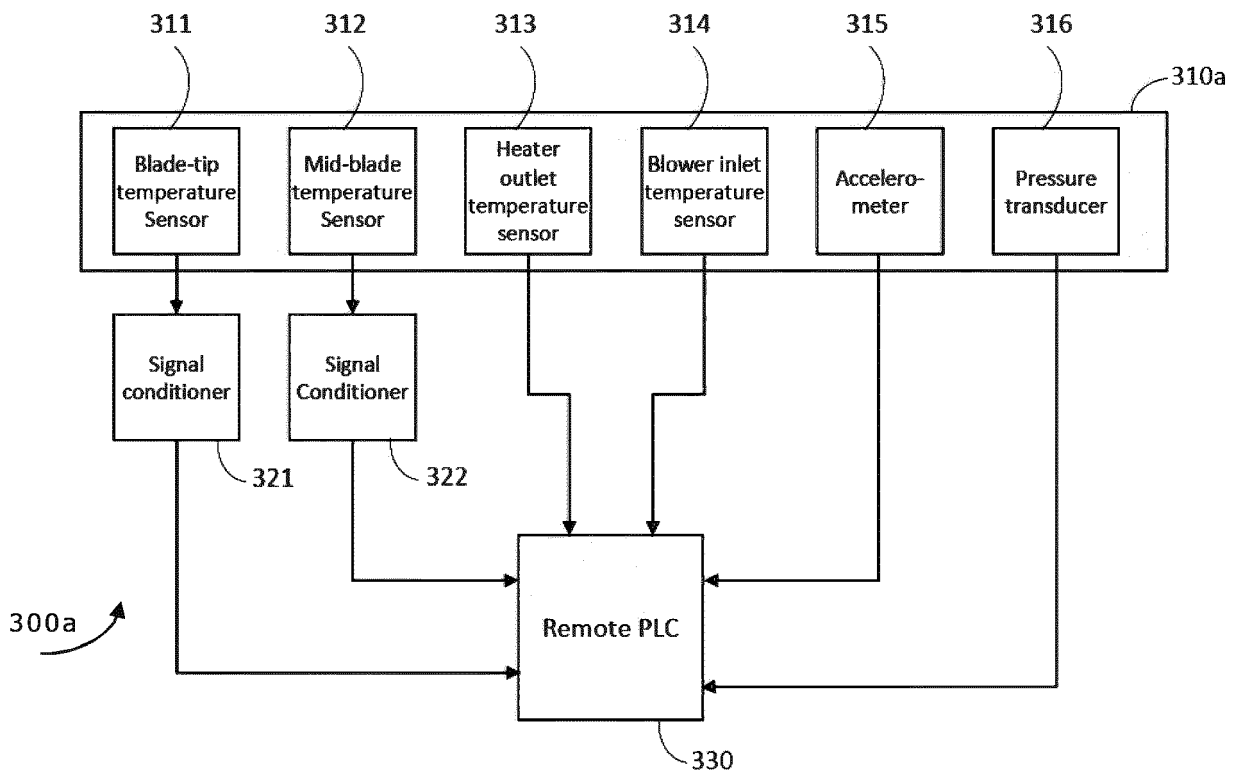 311
312
313
314
315
316
310a
Blade-tip
temperature
Sensor
Mid-blade
temperature
Sensor
Heater
outlet
temperature
sensor
Blower inlet
temperature
sensor
Accelero-
meter
Pressure
transducer
Signal
conditioner
Signal
Conditioner
321
322
300a
Remote PLC
330